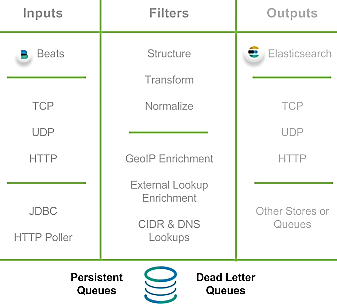 Inputs
Beats
TCP
UDP
HTTP
JDBC
HTTP Poller
Filters
Structure
Transform
Normalize
GeoIP Enrichment
External Lookup
Enrichment
CIDR & DNS
Lookups
Outputs
Elasticsearch
TCP
UDP
HTTP
Other Stores or
Queues
Persistent
Queues
Dead Letter
Queues